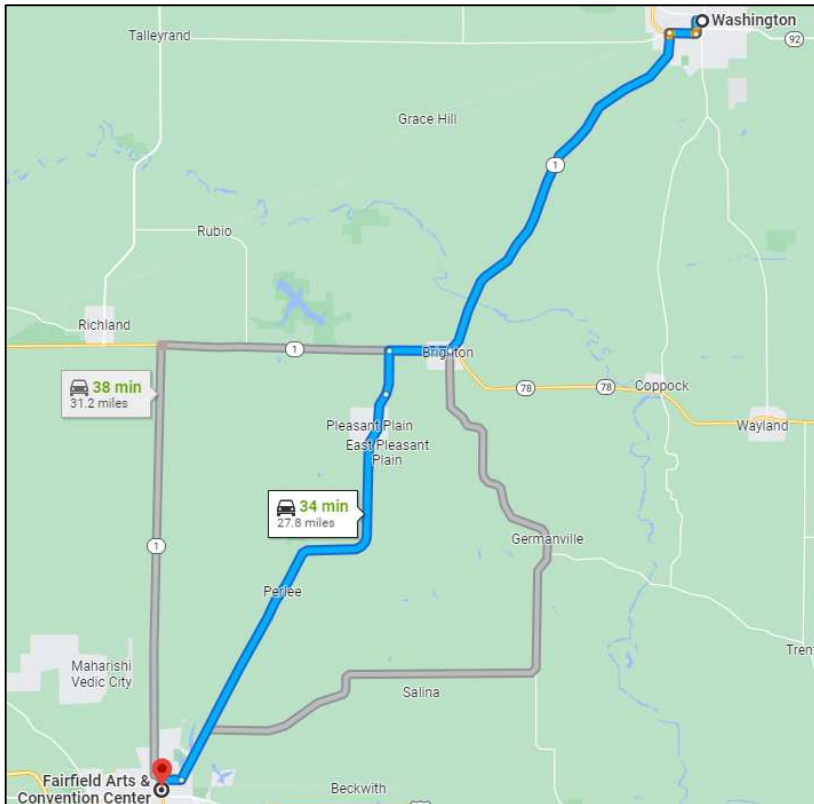 Washington
92
Talleyrand
Grace Hill
1
Rubio
Richland
1
Brighton
38 min
31.2 miles
78
78
Coppock
Pleasant Plain
East Pleasant
Plain
Wayland
34 min
27.8 miles
1
Germanville
Perlee
Maharishi
Vedic City
Trent
Salina
Fairfield Arts &
Convention Center
Beckwith